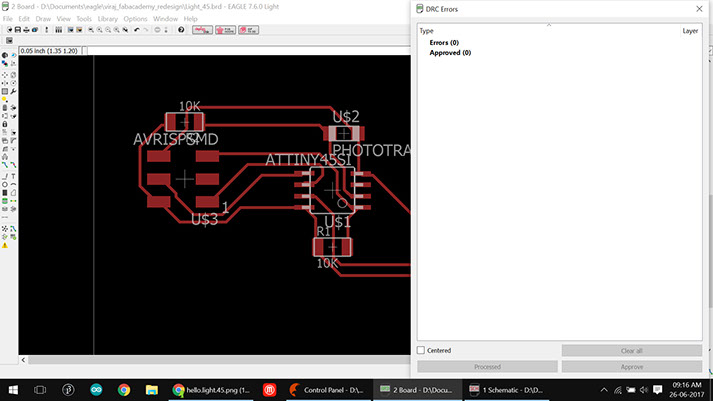 2 Board - D:\Documents\eagle\viraj_fabacademy_redesign\Light_45.brd - EAGLE 7.6.0 Light
File Edit Draw View Tools Library Options Window Help
0.05 inch (1.35 1.20)
10K
AVRISPSMD
U$2
PHOTOTRA
ATTINY45SI
1
U$3
U$1
R1
10K
DRC Errors
Type
Layer
Errors (0)
Approved (0)
Centered
Clear all
Processed
Approve
hello.light.45.png (1...
Control Panel - D:\...
2 Board - D:\Docu...
1 Schematic - D:\D...
09:16 AM
26-06-2017